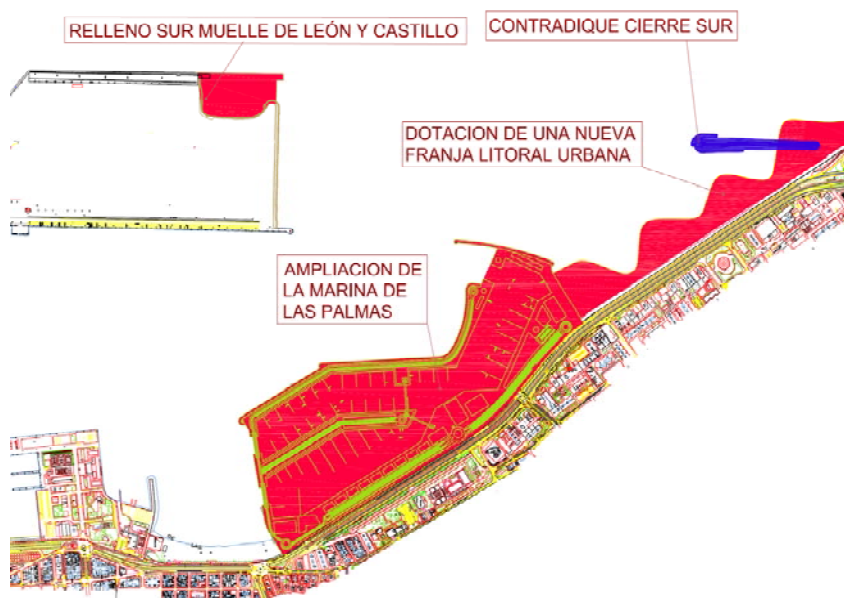 RELLENO SUR MUELLE DE LEÓN Y CASTILLO
CONTRADIQUE CIERRE SUR
DOTACION DE UNA NUEVA
FRANJA LITORAL URBANA
AMPLIACION DE
LA MARINA DE
LAS PALMAS